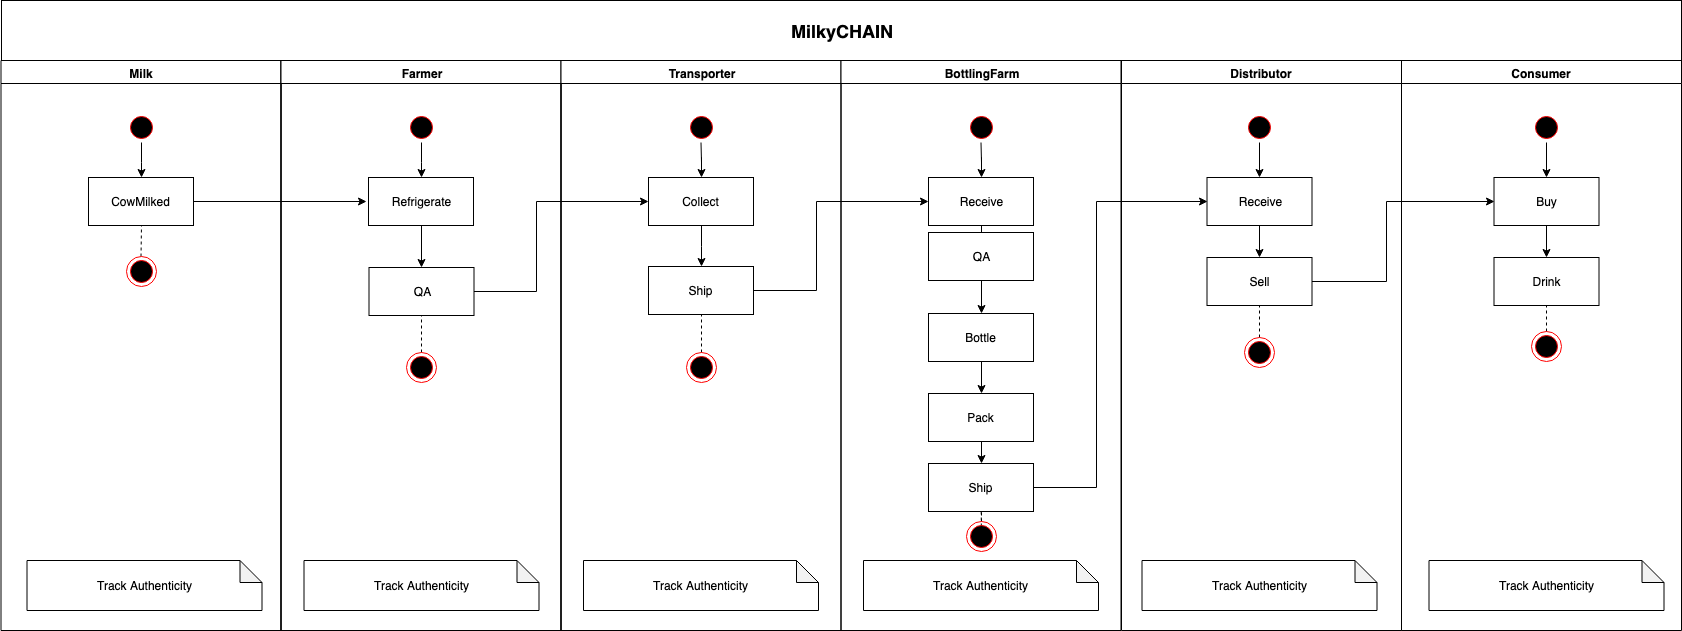 MilkyCHAIN
Milk
Farmer
Transporter
BottlingFarm
Distributor
Consumer
CowMilked
Refrigerate
QA
Collect
Ship
Receive
QA
Bottle
Pack
Ship
Receive
Sell
Buy
Drink
Track Authenticity
Track Authenticity
Track Authenticity
Track Authenticity
Track Authenticity
Track Authenticity